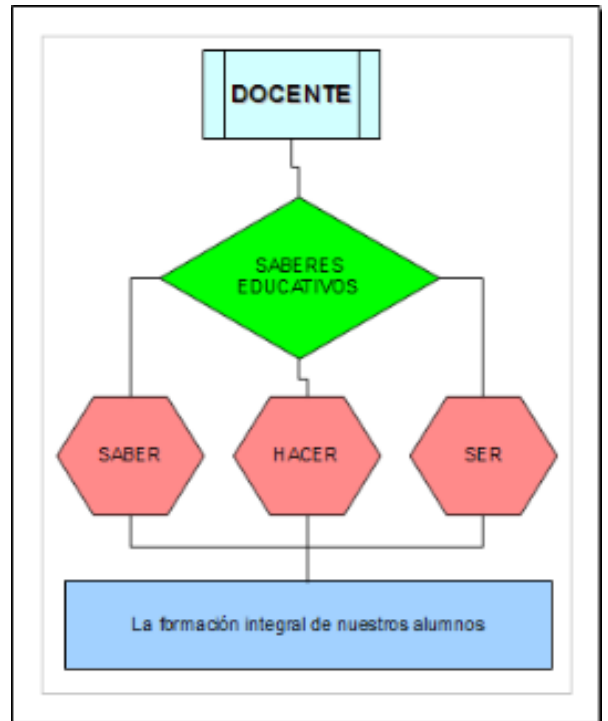 DOCENTE
SABERES
EDUCATIVOS
SABER
HACER
SER
La formación integral de nuestros alumnos